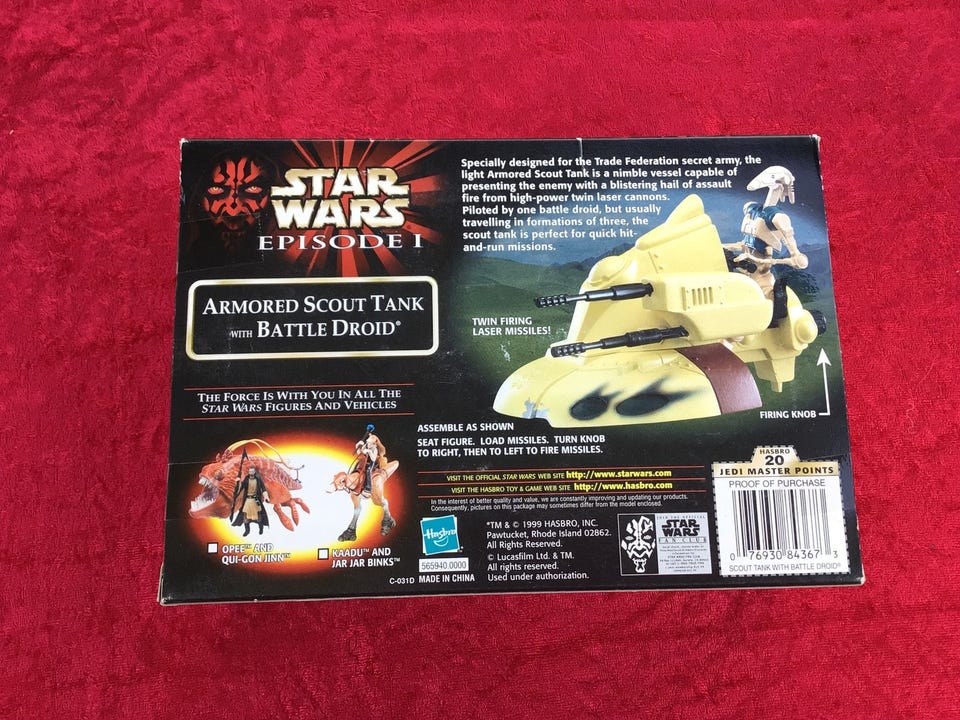 STAR
WARS
EPISODE I
Specially designed for the Trade Federation secret army, the
light Armored Scout Tank is a nimble vessel capable of
presenting the enemy with a blistering hail of assault
fire from high-power twin laser cannons.
Piloted by one battle droid, but usually
travelling in formations of three, the
scout tank is perfect for quick hit-
and-run missions.
ARMORED SCOUT TANK
WITH BATTLE DROID®
TWIN FIRING
LASER MISSILES!
FIRING KNOB
THE FORCE IS WITH YOU IN ALL THE
STAR WARS FIGURES AND VEHICLES
ASSEMBLE AS SHOWN
SEAT FIGURE. LOAD MISSILES. TURN KNOB
TO RIGHT, THEN TO LEFT TO FIRE MISSILES.
OPEE™ AND
QUI-GON JINN™
KAADU™ AND
JAR JAR BINKS™
VISIT THE OFFICIAL STAR WARS WEB SITE http://www.starwars.com
VISIT THE HASBRO TOY & GAME WEB SITE http://www.hasbro.com
In the interest of better quality and value, we are constantly improving and updating our products.
Consequently, pictures on this package may sometimes differ from the model enclosed.
Hasbro
565940.0000
C-031D MADE IN CHINA
®TM & © 1999 HASBRO, INC.
Pawtucket, Rhode Island 02862.
All Rights Reserved.
© Lucasfilm Ltd. & TM.
All rights reserved.
Used under authorization.
JOIN THE OFFICIAL
STAR
WARS
FAN CLUB
HASBRO
20
JEDI MASTER POINTS
PROOF OF PURCHASE
0 76930 84367 3
SCOUT TANK WITH BATTLE DROID®